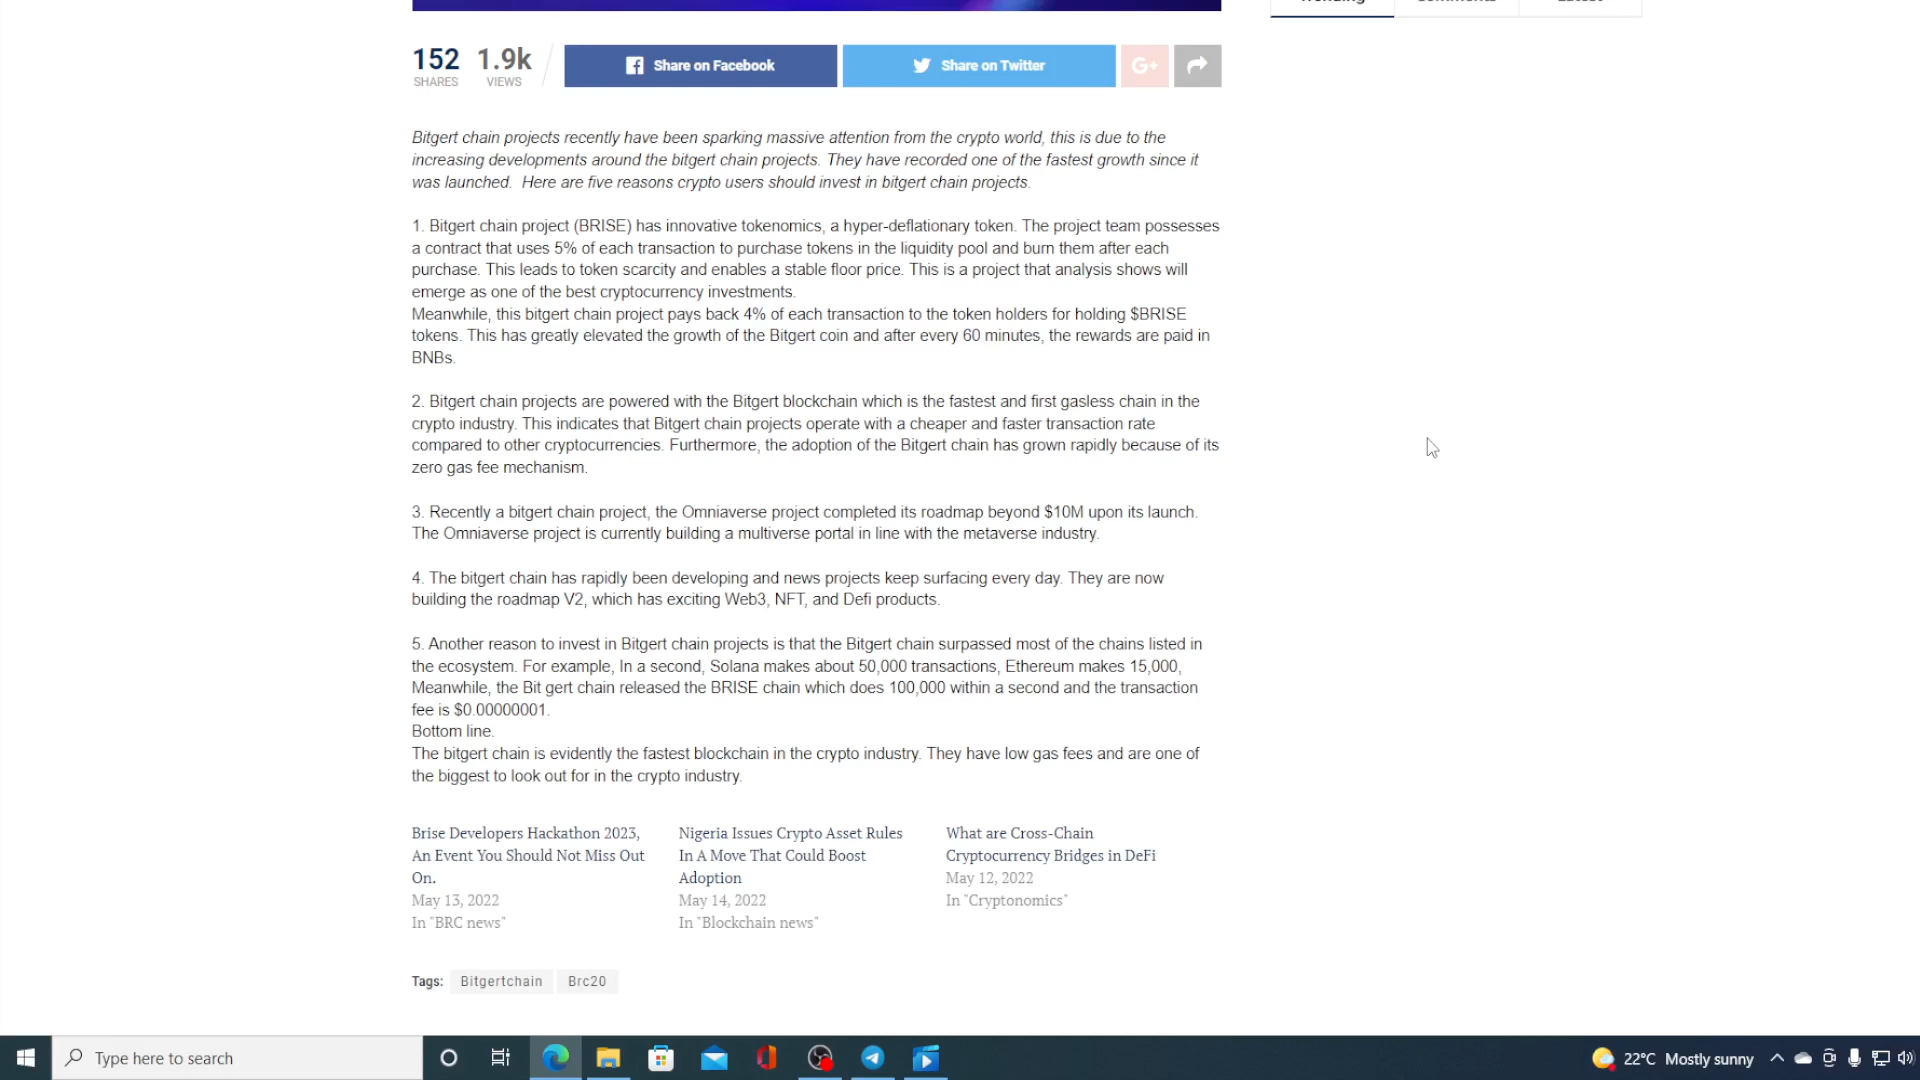 Trending Comments Latest
152 1.9k
SHARES VIEWS
Share on Facebook
Share on Twitter
G+
Bitgert chain projects recently have been sparking massive attention from the crypto world, this is due to the
increasing developments around the bitgert chain projects. They have recorded one of the fastest growth since it
was launched. Here are five reasons crypto users should invest in bitgert chain projects.
1. Bitgert chain project (BRISE) has innovative tokenomics, a hyper-deflationary token. The project team possesses
a contract that uses 5% of each transaction to purchase tokens in the liquidity pool and burn them after each
purchase. This leads to token scarcity and enables a stable floor price. This is a project that analysis shows will
emerge as one of the best cryptocurrency investments.
Meanwhile, this bitgert chain project pays back 4% of each transaction to the token holders for holding $BRISE
tokens. This has greatly elevated the growth of the Bitgert coin and after every 60 minutes, the rewards are paid in
BNBs.
2. Bitgert chain projects are powered with the Bitgert blockchain which is the fastest and first gasless chain in the
crypto industry. This indicates that Bitgert chain projects operate with a cheaper and faster transaction rate
compared to other cryptocurrencies. Furthermore, the adoption of the Bitgert chain has grown rapidly because of its
zero gas fee mechanism.
3. Recently a bitgert chain project, the Omniaverse project completed its roadmap beyond $10M upon its launch.
The Omniaverse project is currently building a multiverse portal in line with the metaverse industry.
4. The bitgert chain has rapidly been developing and news projects keep surfacing every day. They are now
building the roadmap V2, which has exciting Web3, NFT, and Defi products.
5. Another reason to invest in Bitgert chain projects is that the Bitgert chain surpassed most of the chains listed in
the ecosystem. For example, In a second, Solana makes about 50,000 transactions, Ethereum makes 15,000,
Meanwhile, the Bit gert chain released the BRISE chain which does 100,000 within a second and the transaction
fee is $0.00000001.
Bottom line.
The bitgert chain is evidently the fastest blockchain in the crypto industry. They have low gas fees and are one of
the biggest to look out for in the crypto industry.
Brise Developers Hackathon 2023,
An Event You Should Not Miss Out
On.
May 13, 2022
In "BRC news"
Nigeria Issues Crypto Asset Rules
In A Move That Could Boost
Adoption
May 14, 2022
In "Blockchain news"
What are Cross-Chain
Cryptocurrency Bridges in DeFi
May 12, 2022
In "Cryptonomics"
Tags: Bitgertchain Brc20
Type here to search
22°C Mostly sunny